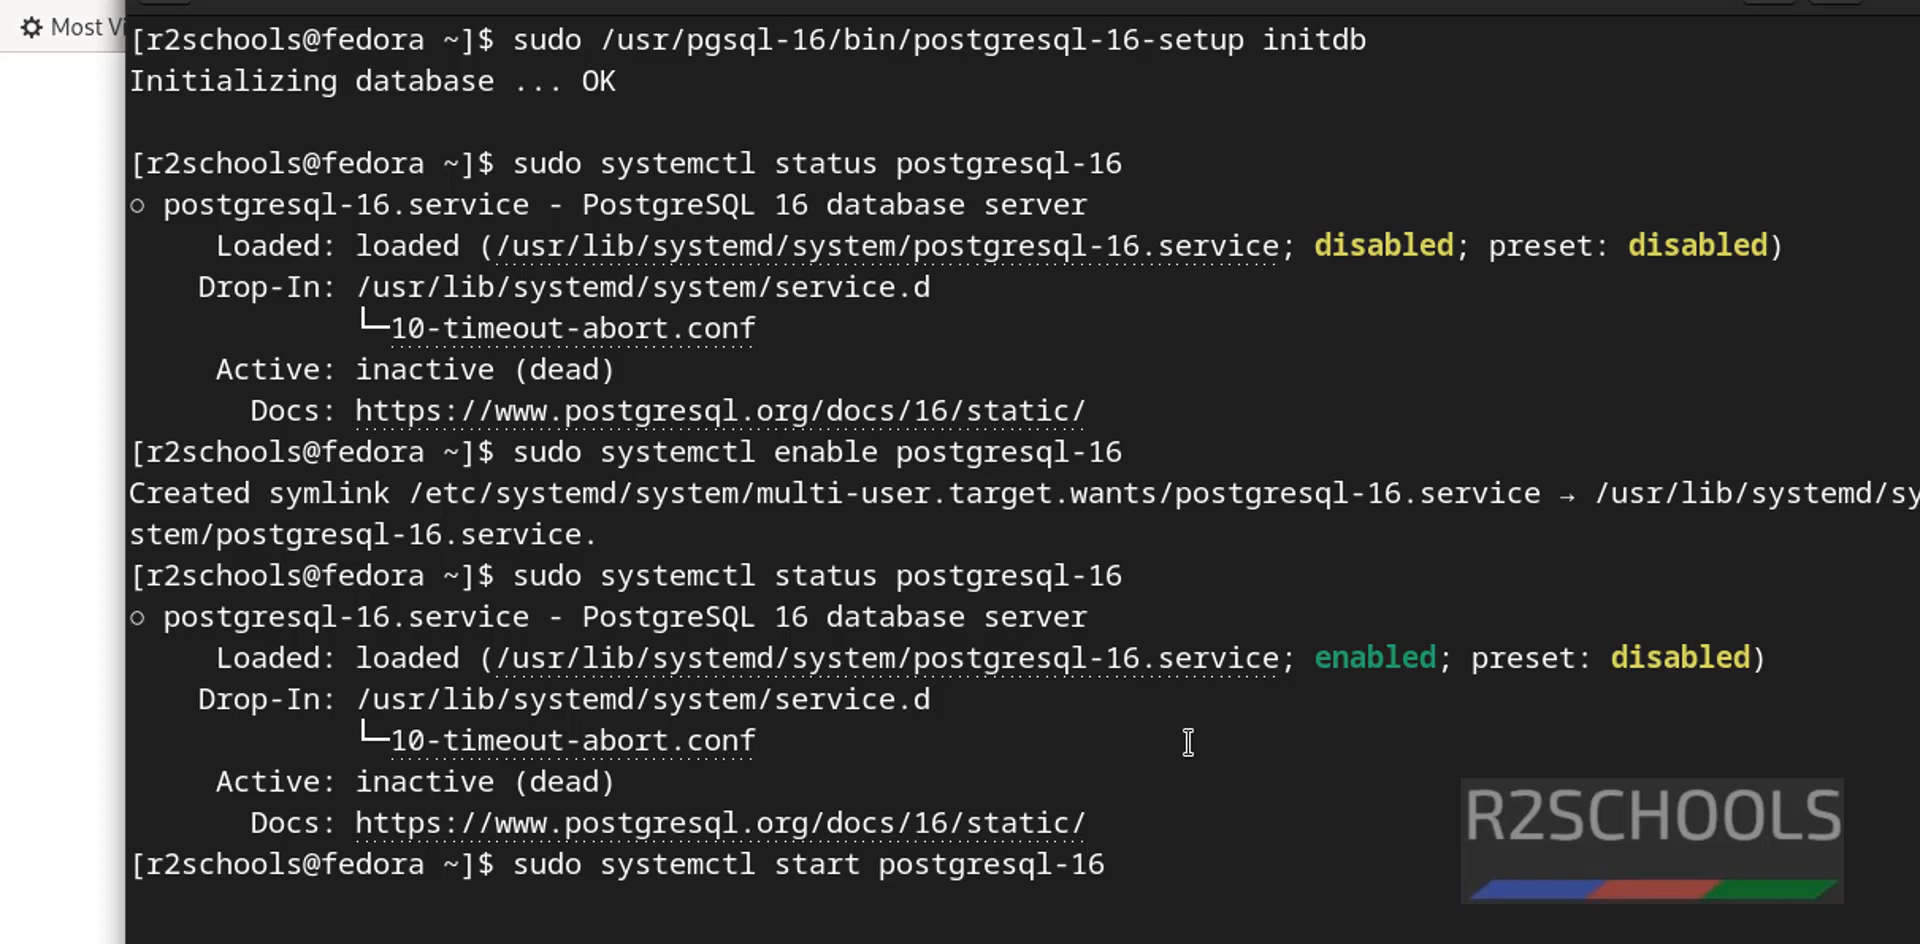 Most Vi
[r2schools@fedora ~]$ sudo /usr/pgsql-16/bin/postgresql-16-setup initdb
Initializing database ... OK
[r2schools@fedora ~]$ sudo systemctl status postgresql-16
○ postgresql-16.service - PostgreSQL 16 database server
Loaded: loaded (/usr/lib/systemd/system/postgresql-16.service; disabled; preset: disabled)
Drop-In: /usr/lib/systemd/system/service.d
└─10-timeout-abort.conf
Active: inactive (dead)
Docs: https://www.postgresql.org/docs/16/static/
[r2schools@fedora ~]$ sudo systemctl enable postgresql-16
Created symlink /etc/systemd/system/multi-user.target.wants/postgresql-16.service → /usr/lib/systemd/sy
stem/postgresql-16.service.
[r2schools@fedora ~]$ sudo systemctl status postgresql-16
○ postgresql-16.service - PostgreSQL 16 database server
Loaded: loaded (/usr/lib/systemd/system/postgresql-16.service; enabled; preset: disabled)
Drop-In: /usr/lib/systemd/system/service.d
└─10-timeout-abort.conf
Active: inactive (dead)
Docs: https://www.postgresql.org/docs/16/static/
[r2schools@fedora ~]$ sudo systemctl start postgresql-16
R2SCHOOLS